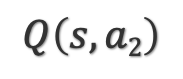 Q(s, a₂)